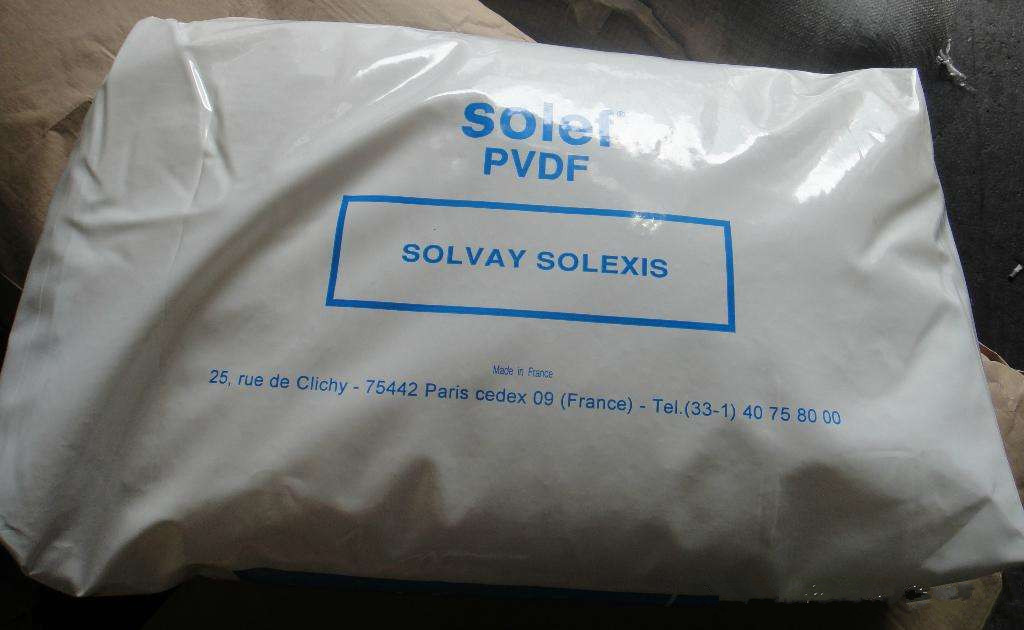 solef®
PVDF
SOLVAY SOLEXIS
Made in France
25, rue de Clichy - 75442 Paris cedex 09 (France) - Tel.(33-1) 40 75 80 00